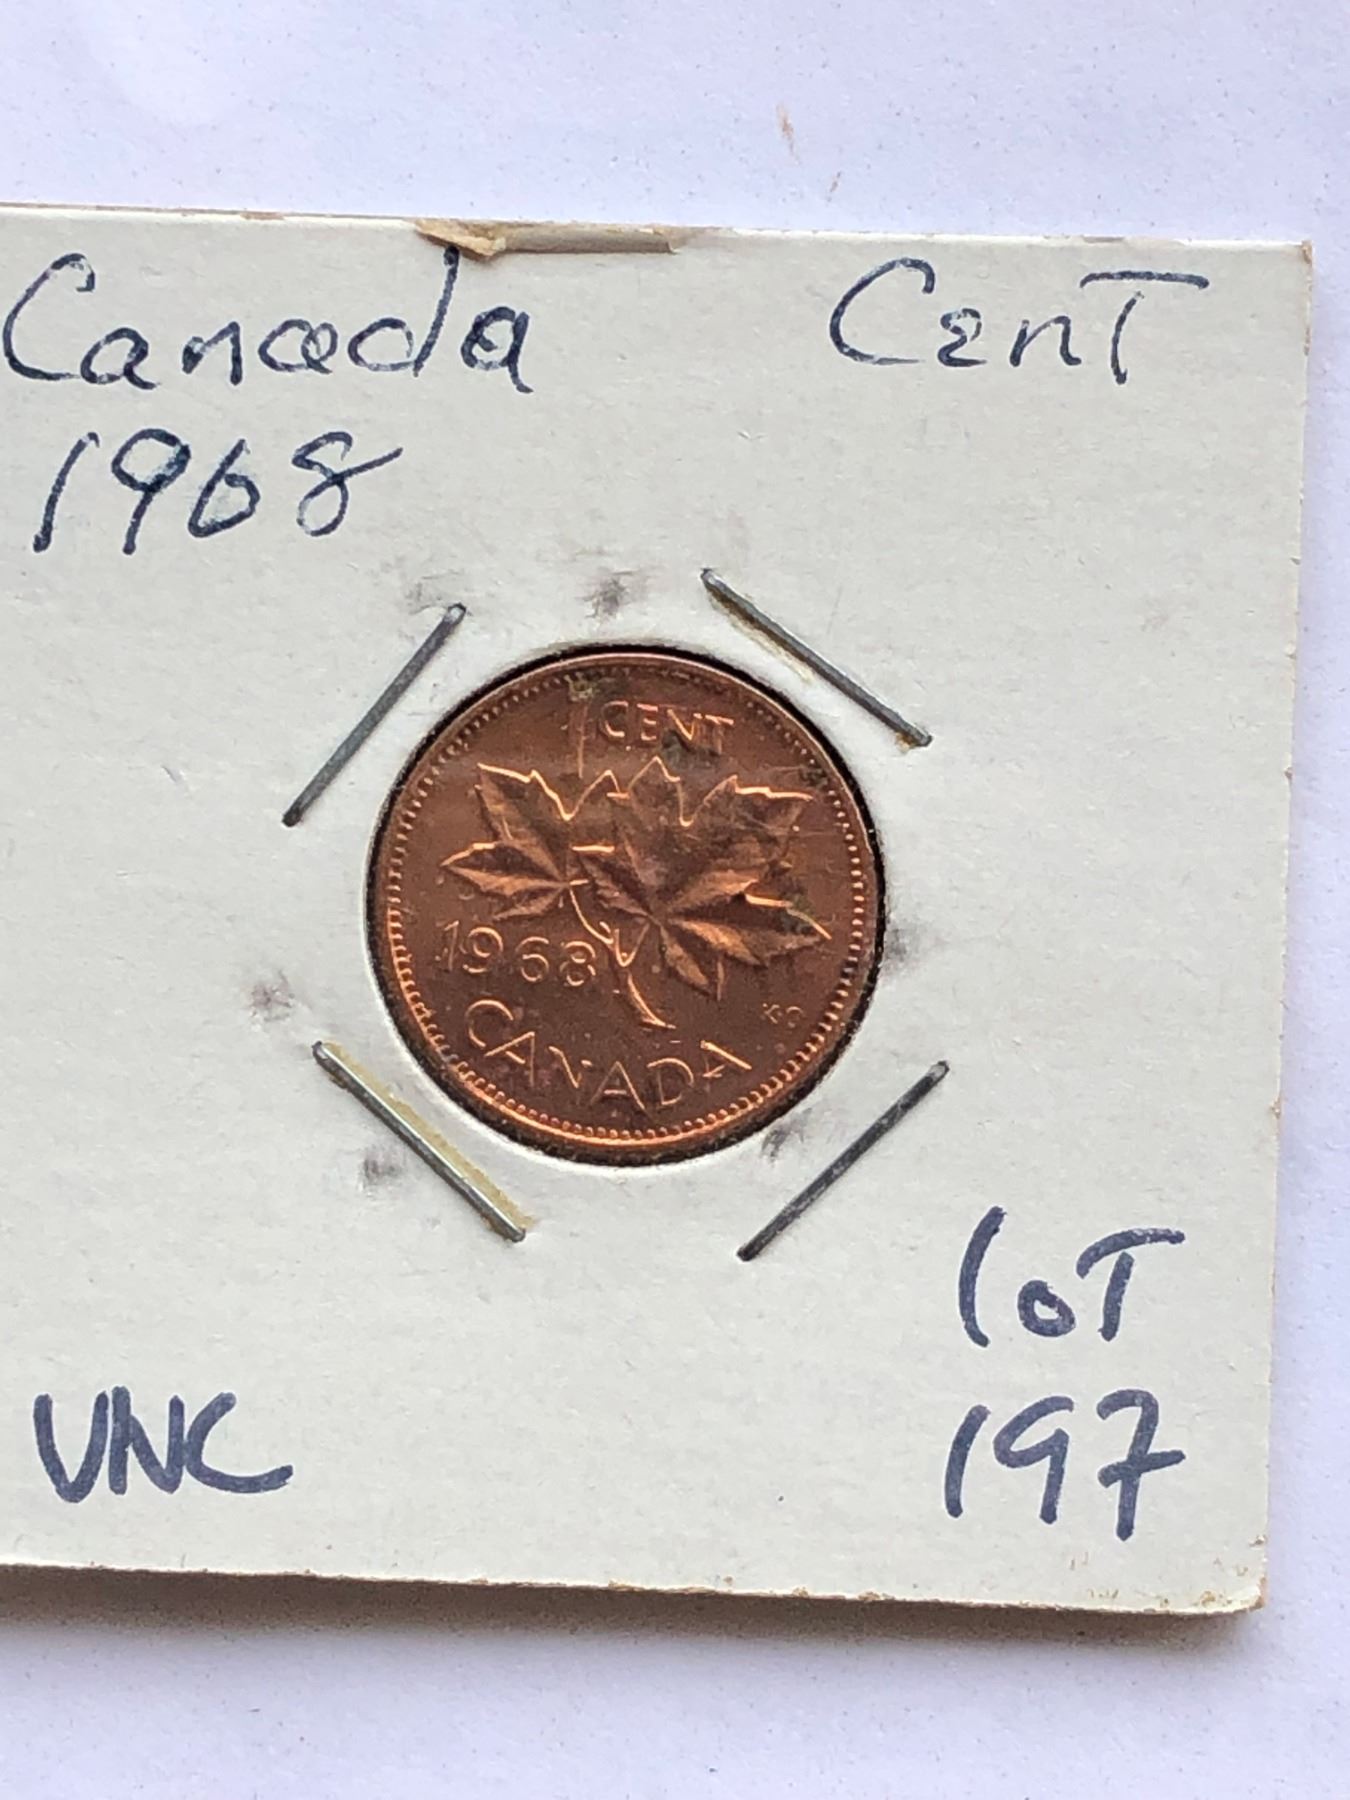 Canada Cent
1968
1 CENT
1968
KG
CANADA
UNC
LOT
197